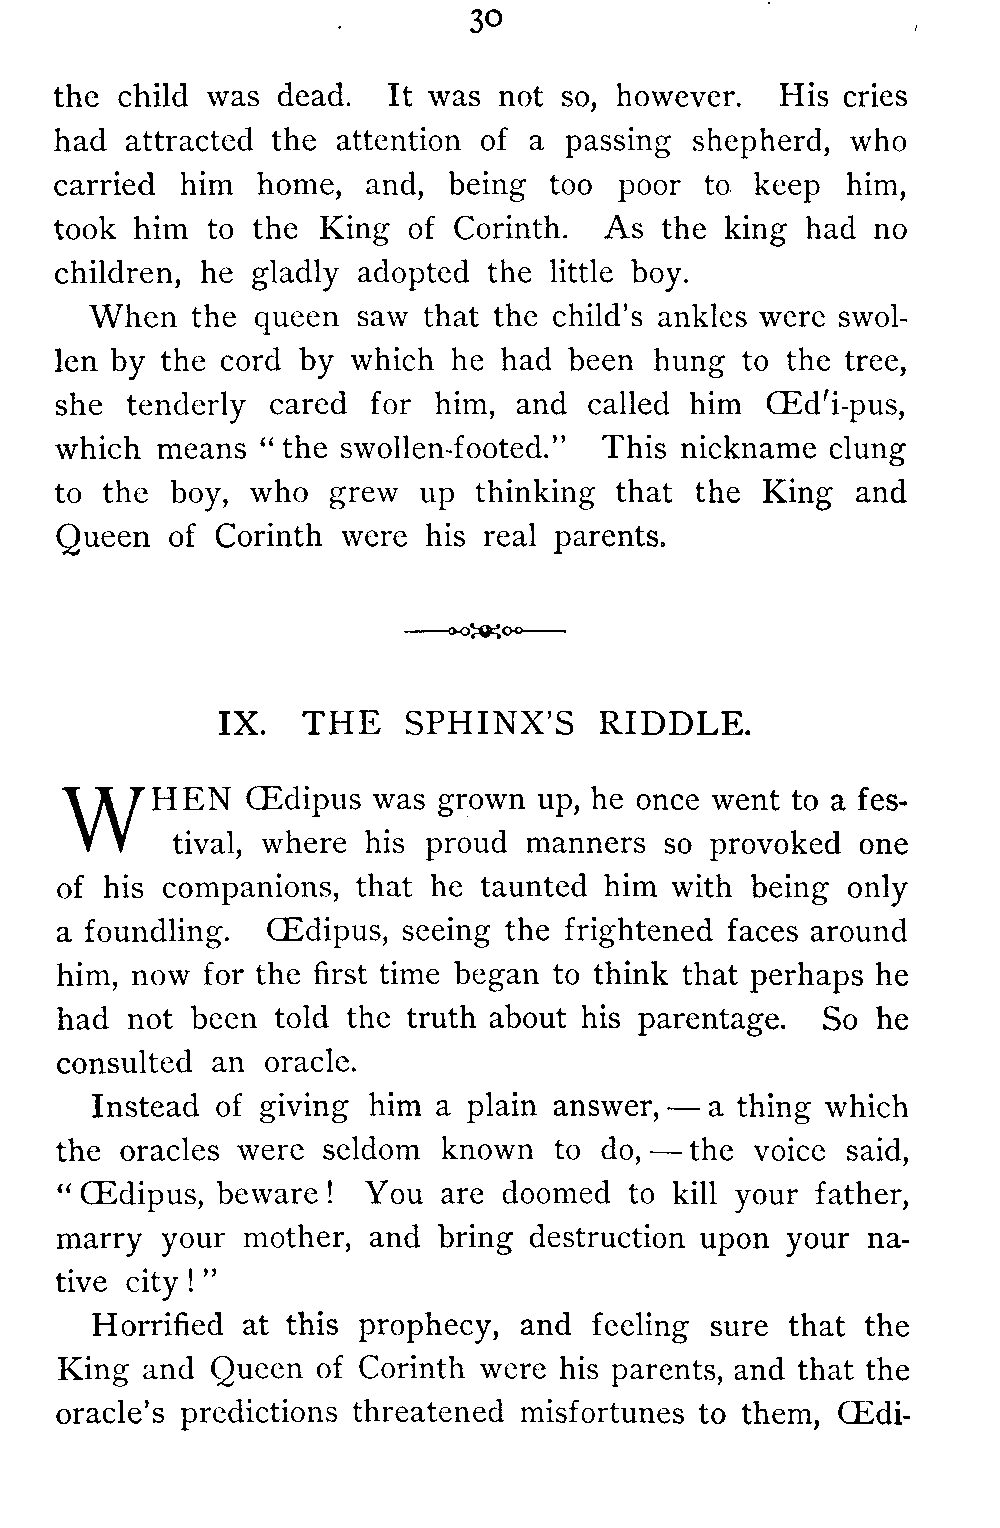 30
the child was dead. It was not so, however. His cries
had attracted the attention of a passing shepherd, who
carried him home, and, being too poor to keep him,
took him to the King of Corinth. As the king had no
children, he gladly adopted the little boy.
When the queen saw that the child's ankles were swol-
len by the cord by which he had been hung to the tree,
she tenderly cared for him, and called him Œd'i-pus,
which means “the swollen-footed.” This nickname clung
to the boy, who grew up thinking that the King and
Queen of Corinth were his real parents.
IX. THE SPHINX'S RIDDLE.
WHEN Œdipus was grown up, he once went to a fes-
tival, where his proud manners so provoked one
of his companions, that he taunted him with being only
a foundling. Œdipus, seeing the frightened faces around
him, now for the first time began to think that perhaps he
had not been told the truth about his parentage. So he
consulted an oracle.
Instead of giving him a plain answer, — a thing which
the oracles were seldom known to do, — the voice said,
“Œdipus, beware! You are doomed to kill your father,
marry your mother, and bring destruction upon your na-
tive city!”
Horrified at this prophecy, and feeling sure that the
King and Queen of Corinth were his parents, and that the
oracle's predictions threatened misfortunes to them, Œdi-